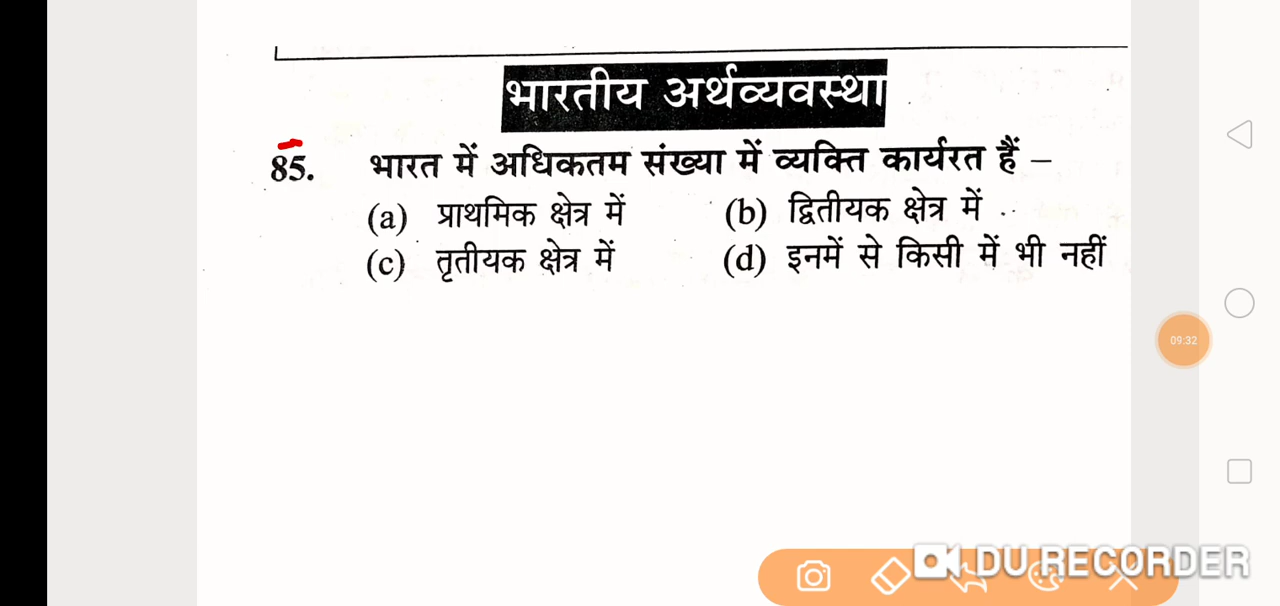 भारतीय अर्थव्यवस्था
85. भारत में अधिकतम संख्या में व्यक्ति कार्यरत हैं –
(a) प्राथमिक क्षेत्र में (b) द्वितीयक क्षेत्र में
(c) तृतीयक क्षेत्र में (d) इनमें से किसी में भी नहीं
09:32
DU RECORDER